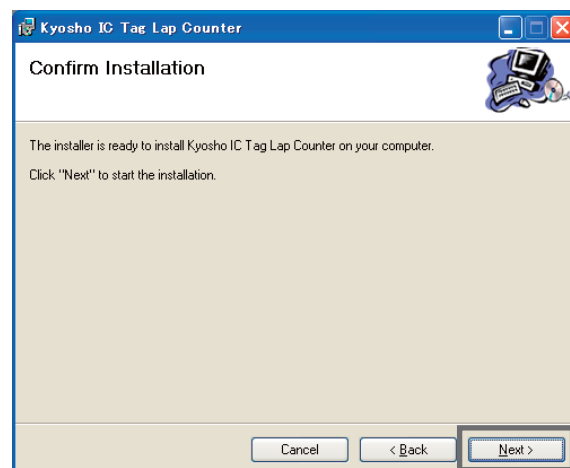 Kyosho IC Tag Lap Counter
Confirm Installation
The installer is ready to install Kyosho IC Tag Lap Counter on your computer.
Click "Next" to start the installation.
Cancel
< Back
Next >